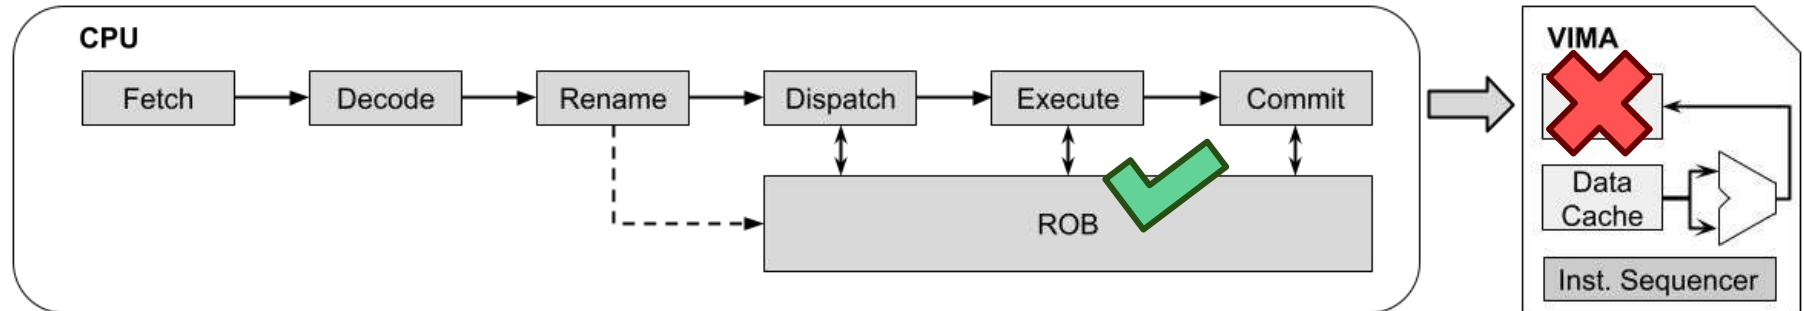 CPU
Fetch
Decode
Rename
Dispatch
Execute
Commit
ROB
VIMA
Data
Cache
Inst. Sequencer